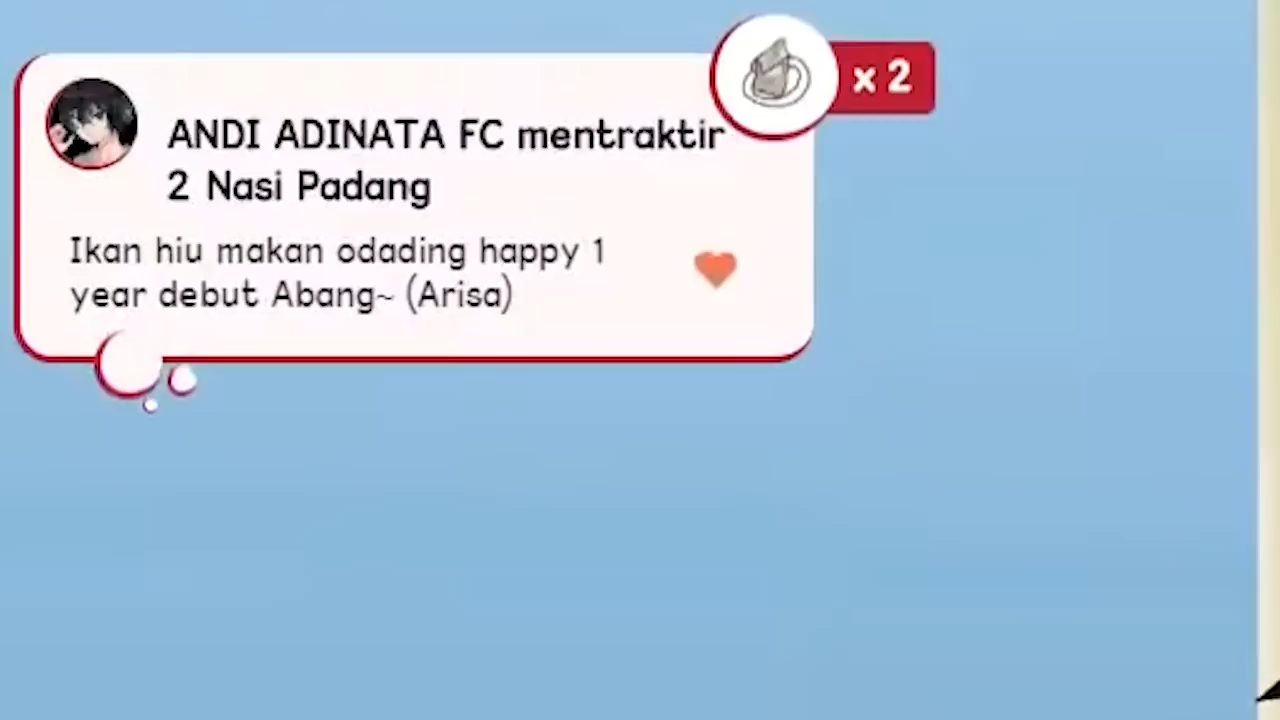 x 2
ANDI ADINATA FC mentraktir
2 Nasi Padang
Ikan hiu makan odading happy 1
year debut Abang~ (Arisa)